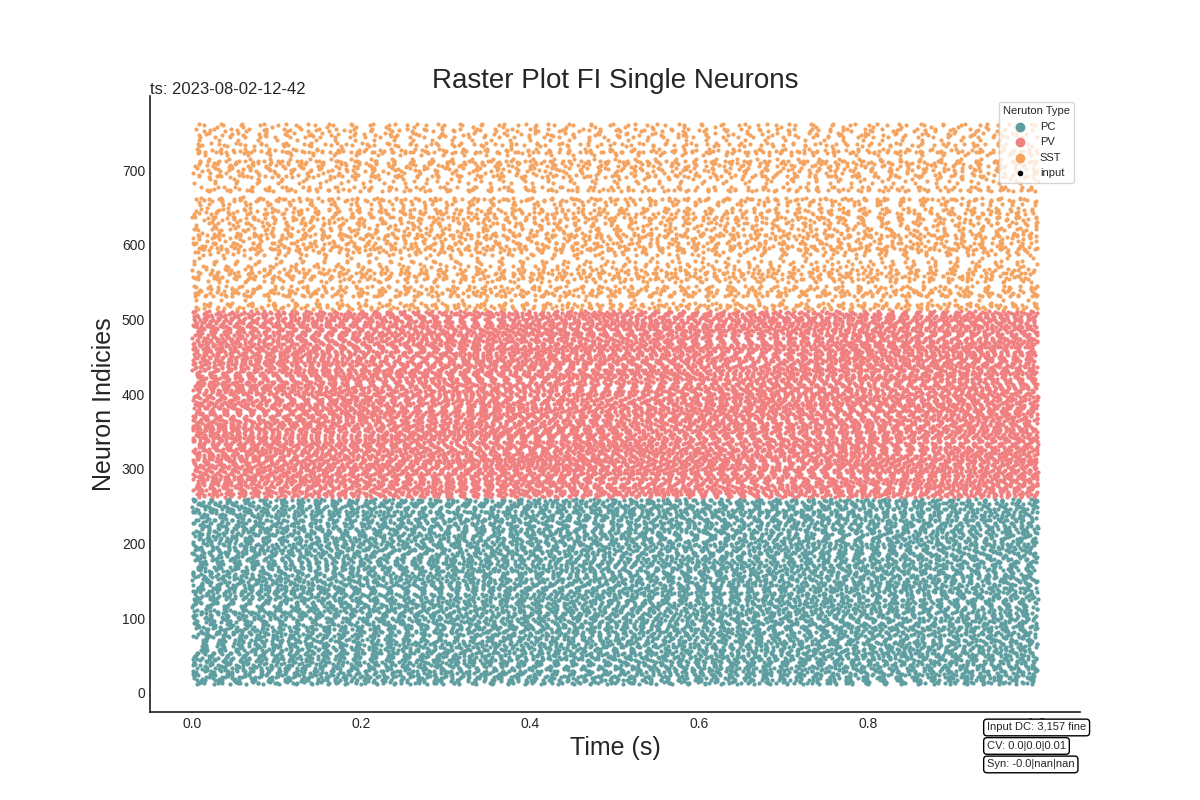 Raster Plot FI Single Neurons
ts: 2023-08-02-12-42
Neruton Type
PC
PV
SST
input
Neuron Indicies
700
600
500
400
300
200
100
0
0.0 0.2 0.4 0.6 0.8
Time (s)
Input DC: 3,157 fine
CV: 0.0|0.0|0.01
Syn: -0.0|nan|nan